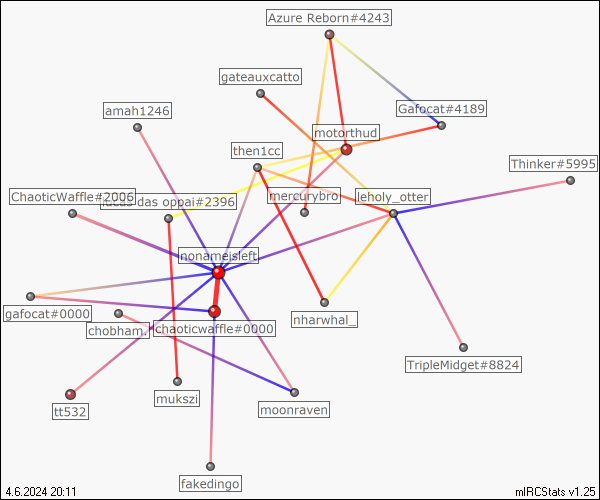 Azure Reborn#4243
gateauxcatto
amah1246
Gafocat#4189
motorthud
then1cc
Thinker#5995
ChaoticWaffle#2006
das oppai#2396
mercurybro
leholy_otter
nonameisleft
gafocat#0000
chobham_
chaoticwaffle#0000
nharwhal_
TripleMidget#8824
tt532
mukszi
moonraven
fakedingo
4.6.2024 20:11
mIRCStats v1.25